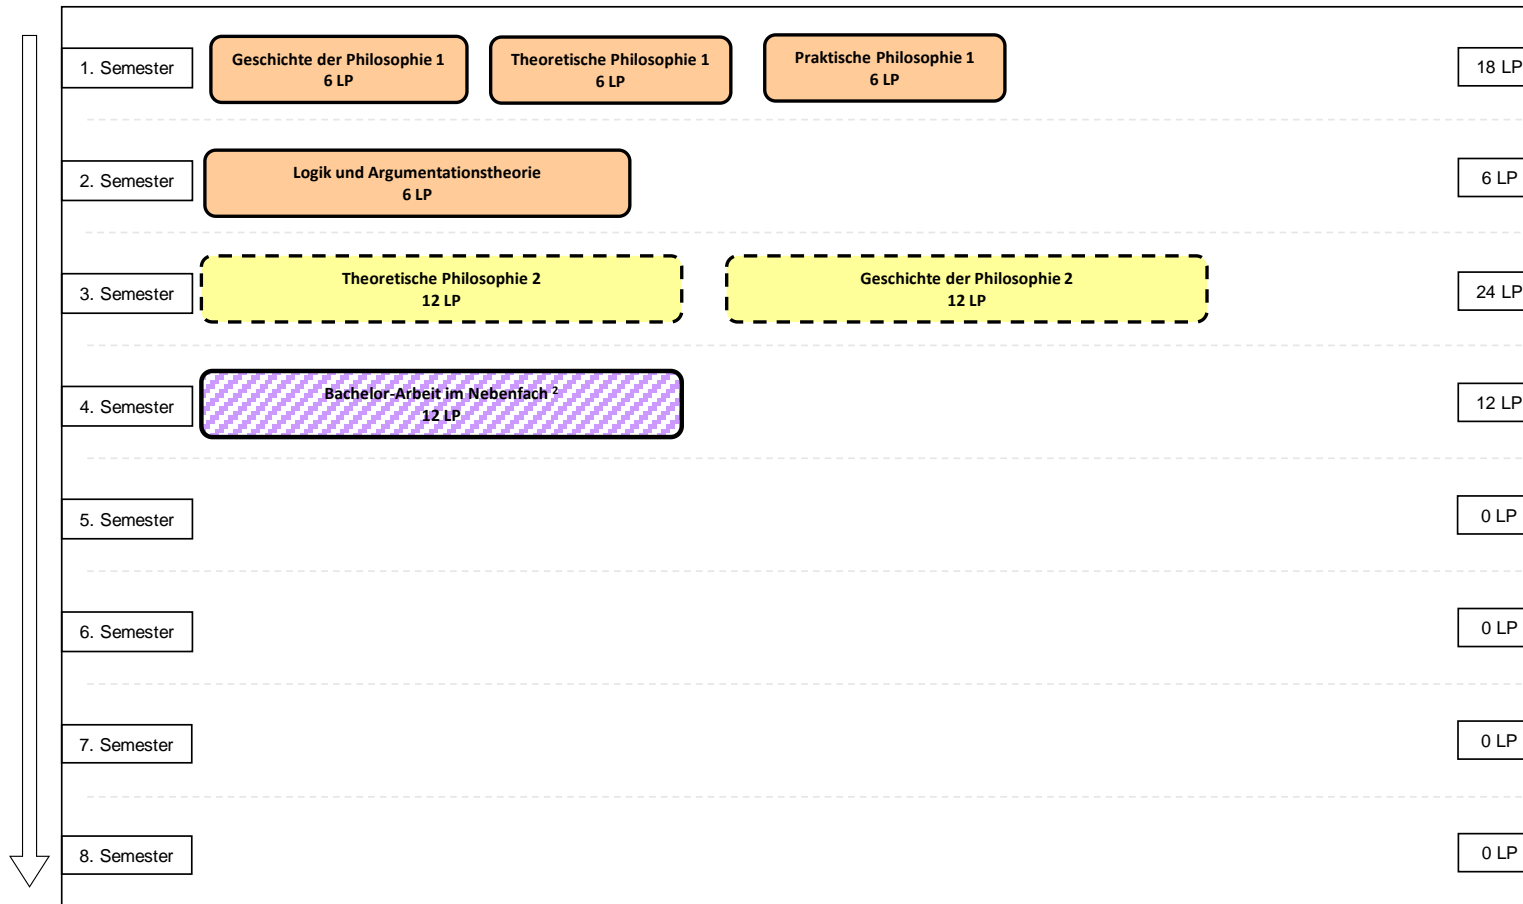 1. Semester
Geschichte der Philosophie 1
6 LP
Theoretische Philosophie 1
6 LP
Praktische Philosophie 1
6 LP
18 LP
2. Semester
Logik und Argumentationstheorie
6 LP
6 LP
3. Semester
Theoretische Philosophie 2
12 LP
Geschichte der Philosophie 2
12 LP
24 LP
4. Semester
Bachelor-Arbeit im Nebenfach ²
12 LP
12 LP
5. Semester
0 LP
6. Semester
0 LP
7. Semester
0 LP
8. Semester
0 LP